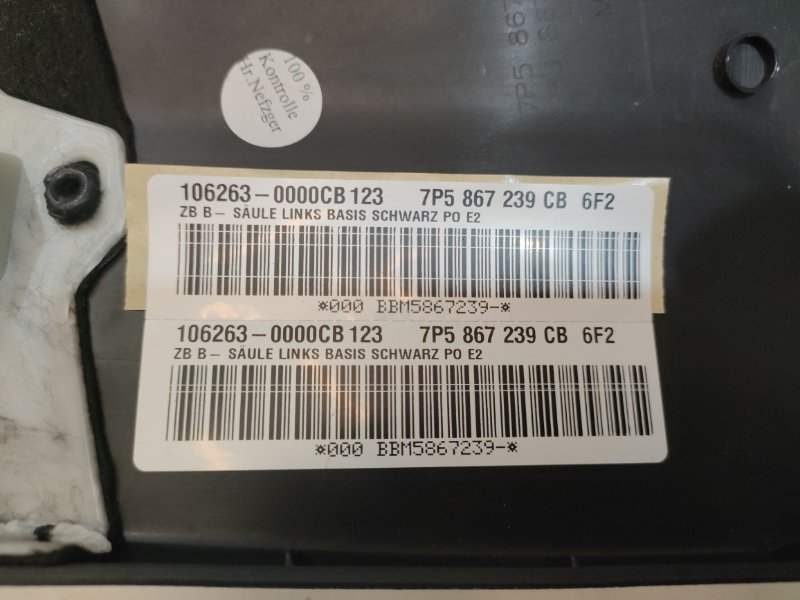 100 %
Kontrolle
Hr.Nefzger
7P5 867
106263-0000CB 123 7P5 867 239 CB 6F2
ZB B- SÄULE LINKS BASIS SCHWARZ PO E2
*000 BBM5867239-*
106263-0000CB 123 7P5 867 239 CB 6F2
ZB B- SÄULE LINKS BASIS SCHWARZ PO E2
*000 BBM5867239-*